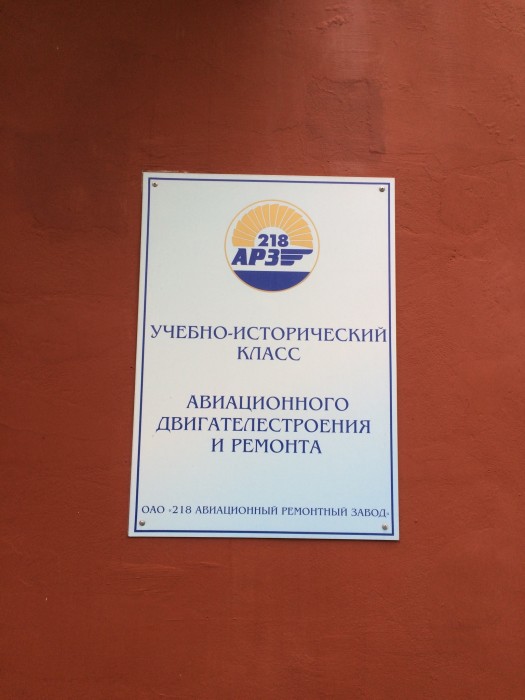 218
АРЗ
УЧЕБНО-ИСТОРИЧЕСКИЙ
КЛАСС
АВИАЦИОННОГО
ДВИГАТЕЛЕСТРОЕНИЯ
И РЕМОНТА
ОАО «218 АВИАЦИОННЫЙ РЕМОНТНЫЙ ЗАВОД»